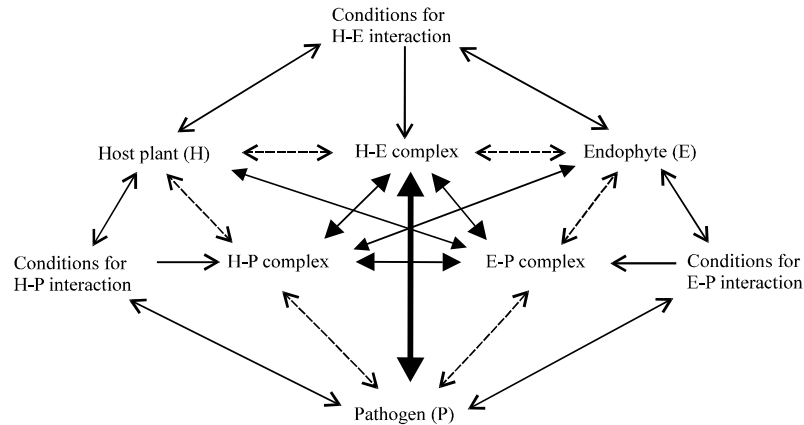 Conditions for
H-E interaction
Host plant (H)
H-E complex
Endophyte (E)
Conditions for
H-P interaction
H-P complex
E-P complex
Conditions for
E-P interaction
Pathogen (P)